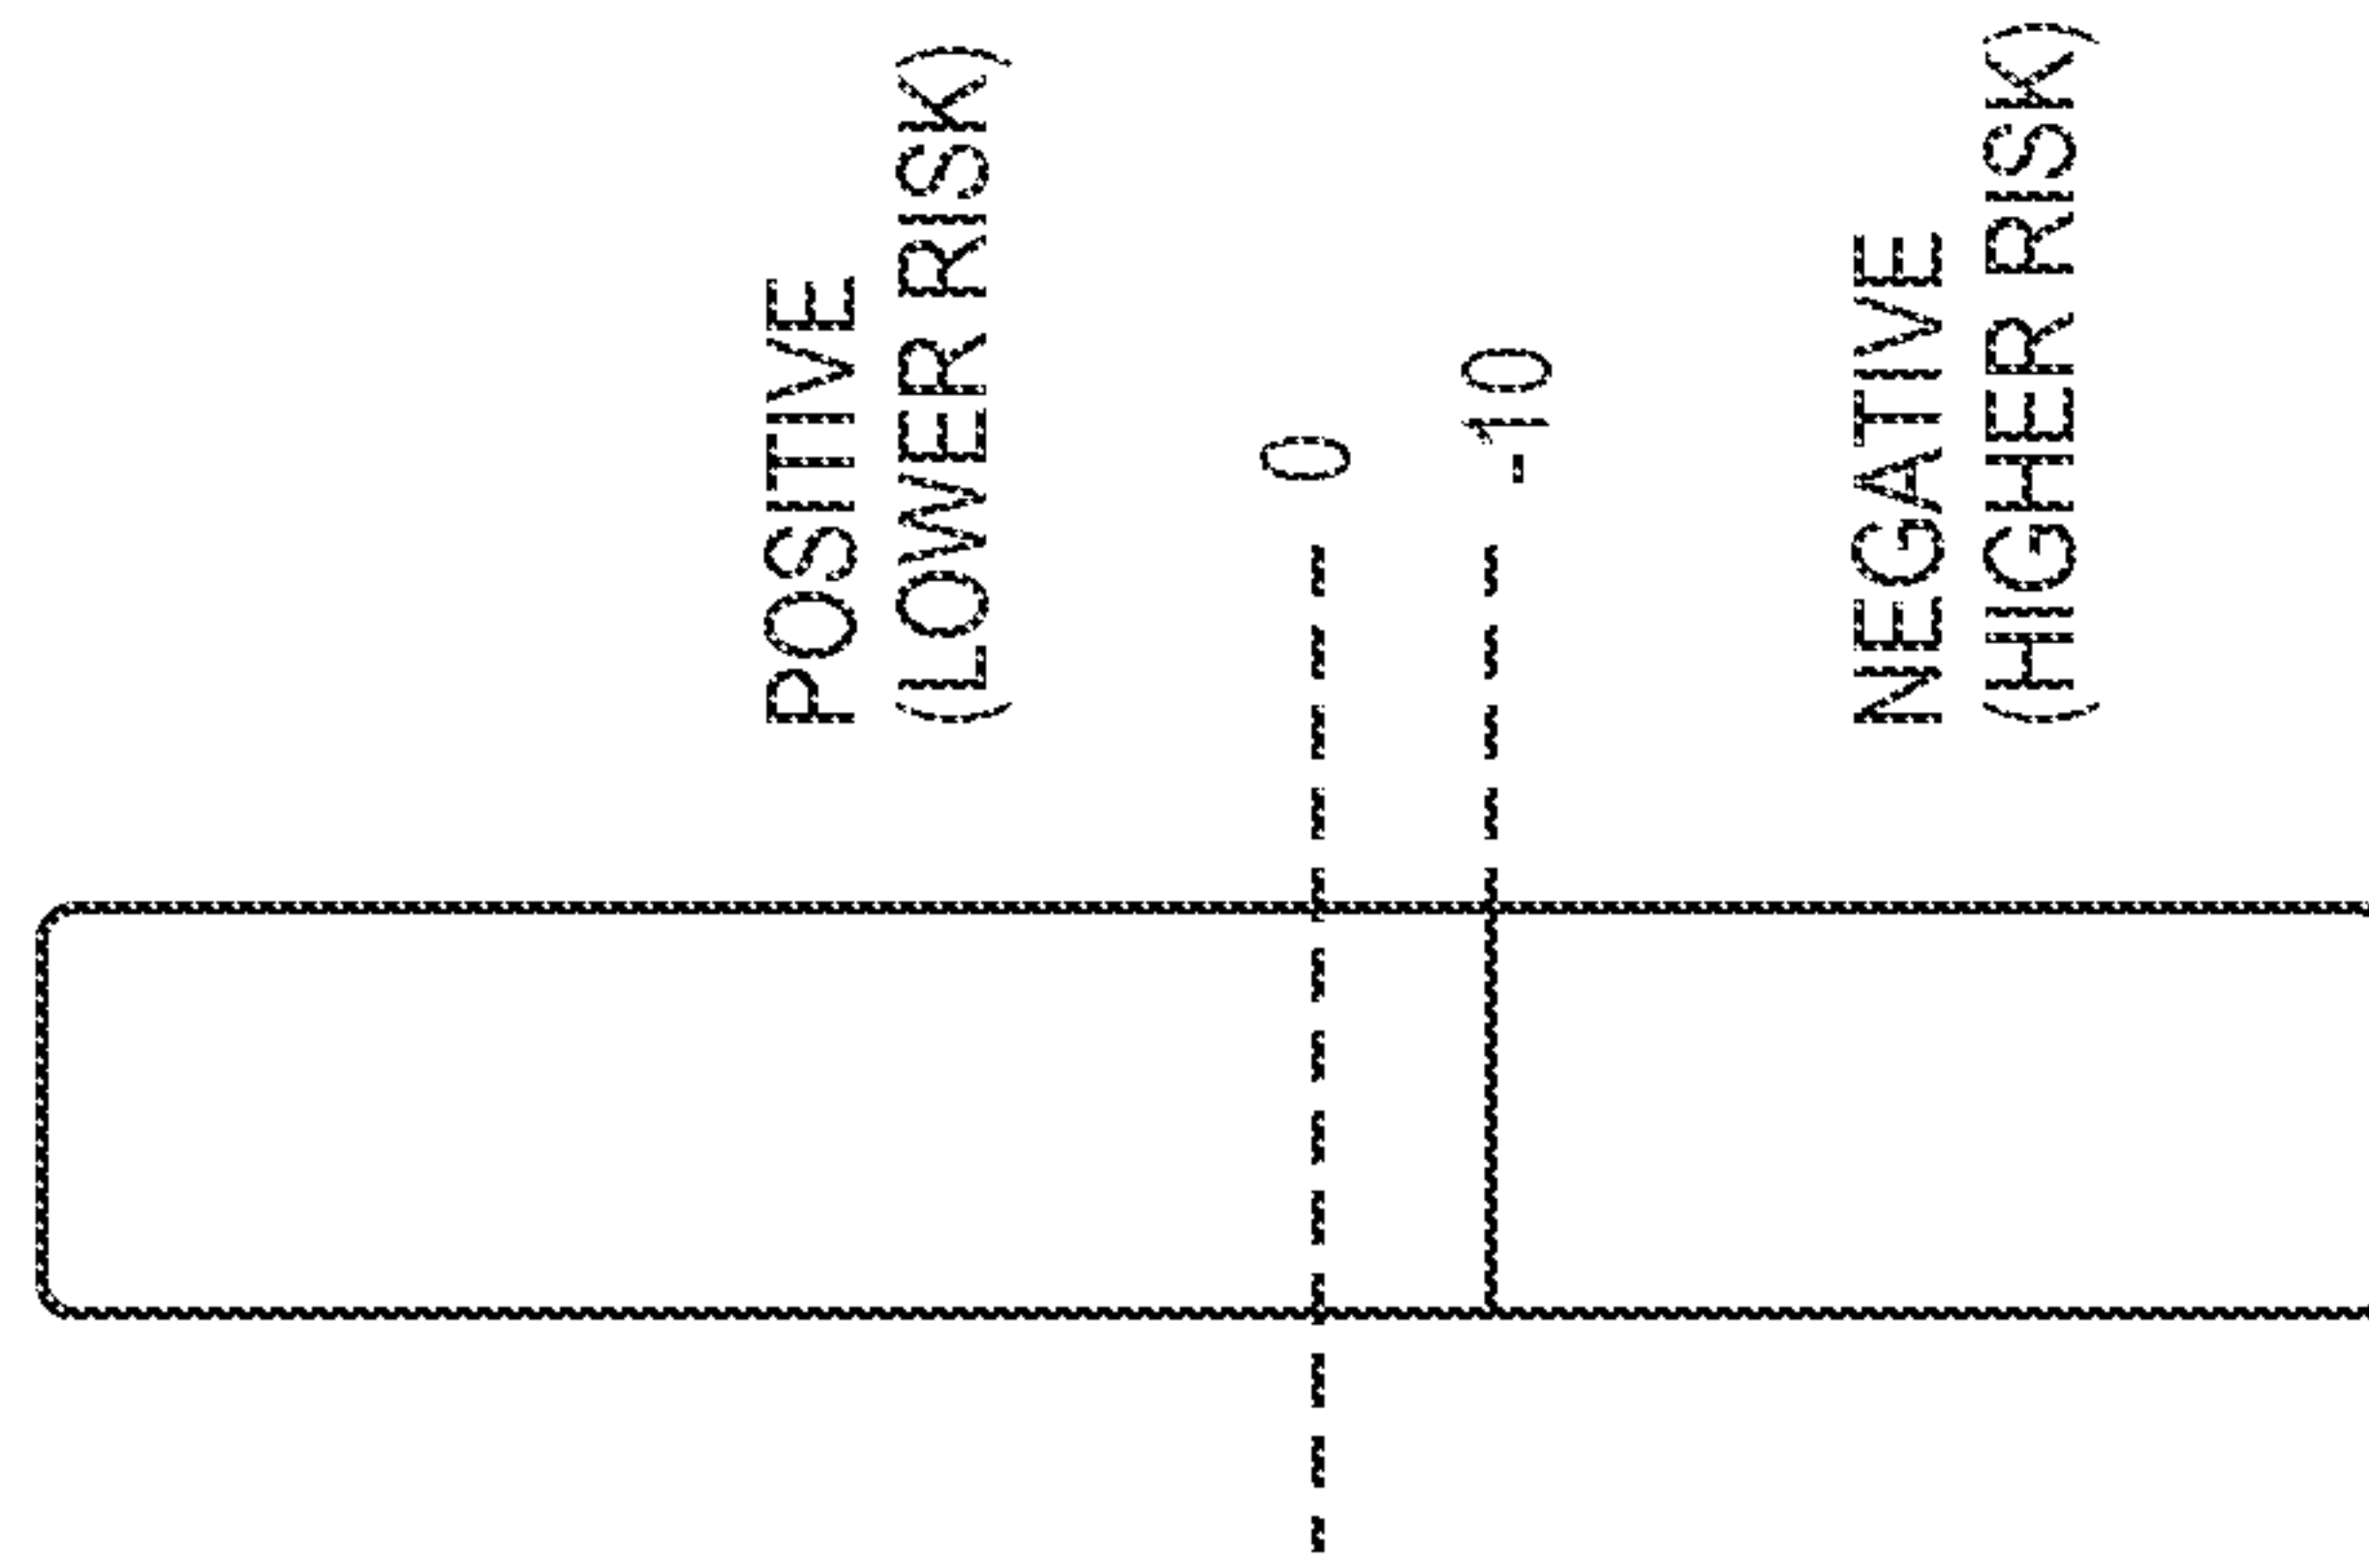 POSITIVE
(LOWER RISK)
0
-10
NEGATIVE
(HIGHER RISK)